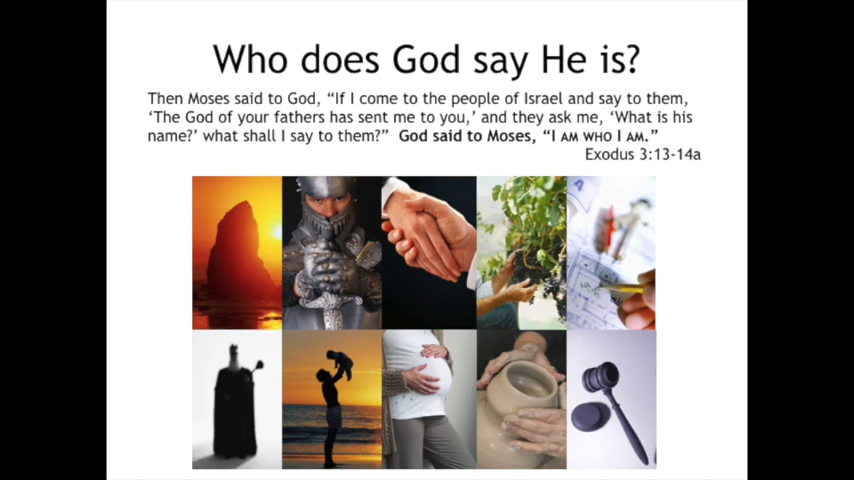 Who does God say He is?
Then Moses said to God, “If I come to the people of Israel and say to them,
‘The God of your fathers has sent me to you,’ and they ask me, ‘What is his
name?’ what shall I say to them?” God said to Moses, “I AM WHO I AM.”
Exodus 3:13-14a